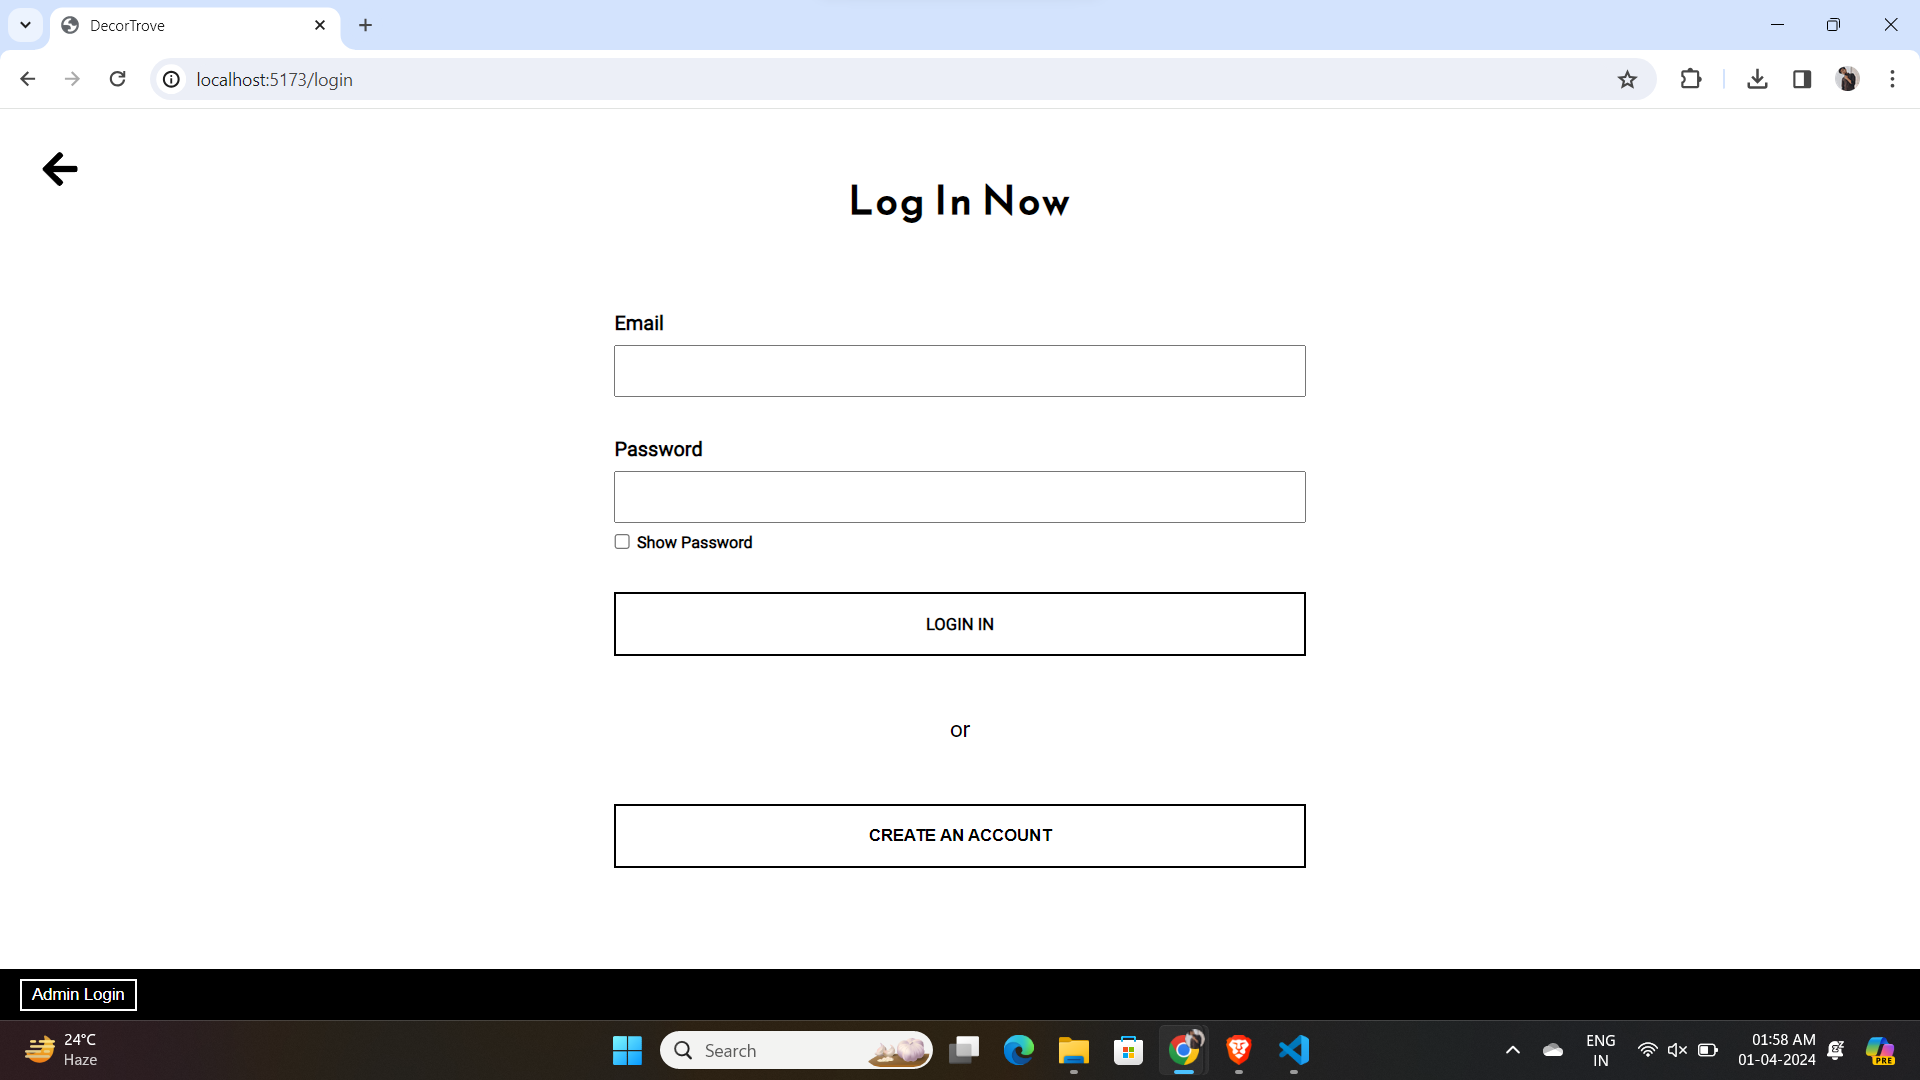 DecorTrove
localhost:5173/login
Log In Now
Email
Password
Show Password
LOGIN IN
or
CREATE AN ACCOUNT
Admin Login
24°C
Haze
Search
ENG
IN
01:58 AM
01-04-2024
PRE